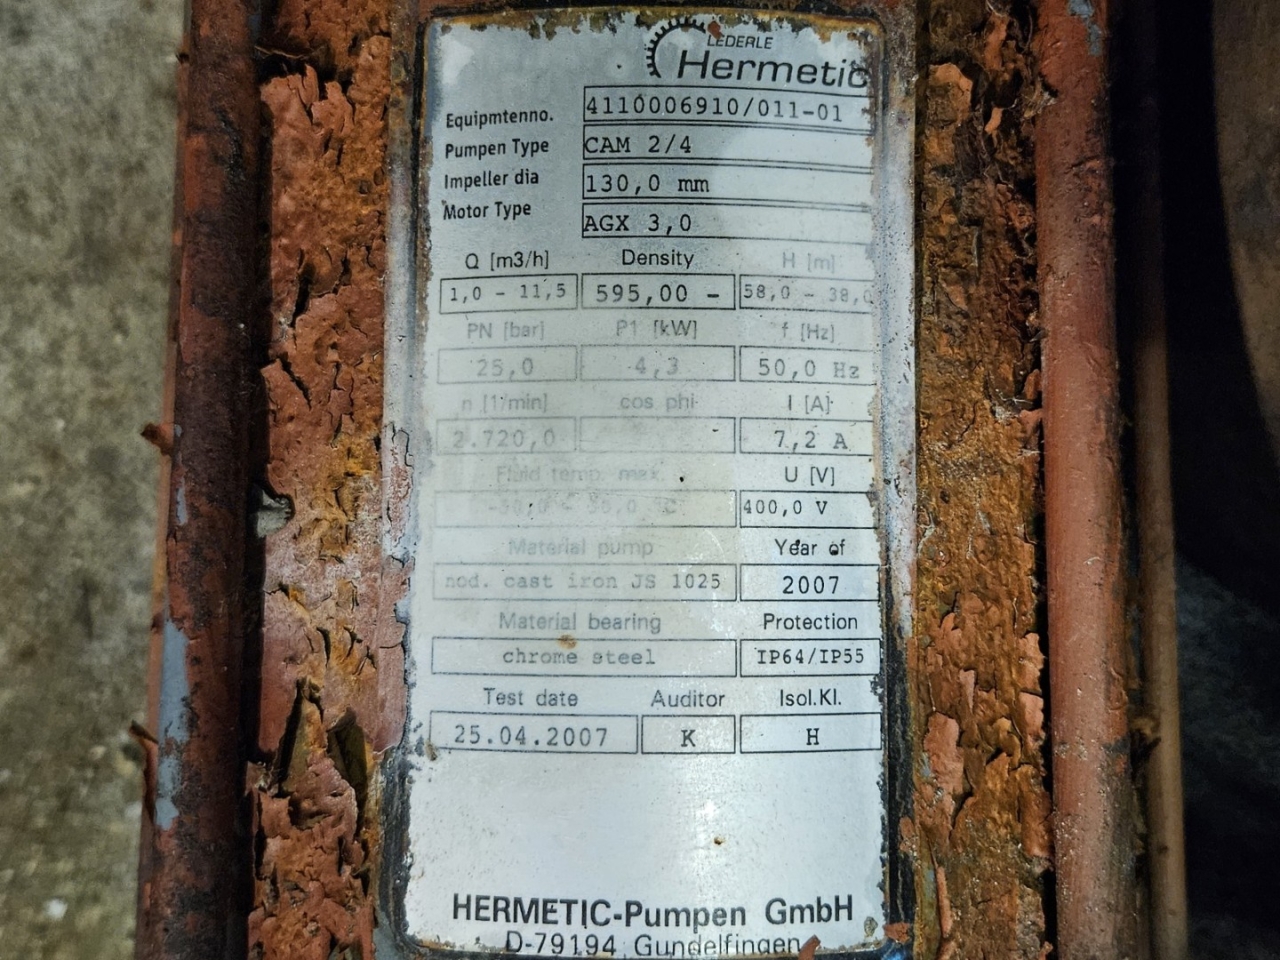 LEDERLE
Hermetic
Equipmtenno. 4110006910/011-01
Pumpen Type CAM 2/4
Impeller dia 130,0 mm
Motor Type AGX 3,0
Q [m3/h] Density H [m]
1,0 - 11,5 595,00 - 58,0 - 38,0
PN [bar] P1 [kW] f [Hz]
25,0 4,3 50,0 Hz
n [1/min] cos phi I [A]
2.720,0 7,2 A
Fluid temp. max. U [V]
400,0 V
Material pump Year of
nod. cast iron JS 1025 2007
Material bearing Protection
chrome steel IP64/IP55
Test date Auditor Isol.Kl.
25.04.2007 K H
HERMETIC-Pumpen GmbH
D-79194 Gundelfingen